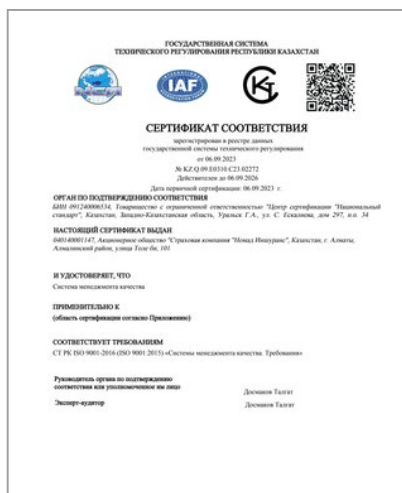 ГОСУДАРСТВЕННАЯ СИСТЕМА
ТЕХНИЧЕСКОГО РЕГУЛИРОВАНИЯ РЕСПУБЛИКИ КАЗАХСТАН
INTERNATIONAL
IAF
СЕРТИФИКАТ СООТВЕТСТВИЯ
зарегистрирован в реестре данных
государственной системы технического регулирования
от 06.09.2023
№ KZ.Q.09.E0310.C23.02272
Действителен до 06.09.2026
Дата первичной сертификации: 06.09.2023 г.
ОРГАН ПО ПОДТВЕРЖДЕНИЮ СООТВЕТСТВИЯ
БИН 091240006534, Товарищество с ограниченной ответственностью "Центр сертификации "Национальный
стандарт", Казахстан, Западно-Казахстанская область, Уральск Г.А., ул. С. Ескалиева, дом 297, н.п. 34
НАСТОЯЩИЙ СЕРТИФИКАТ ВЫДАН
040140001147, Акционерное общество "Страховая компания "Номад Иншуранс", Казахстан, г. Алматы,
Алмалинский район, улица Толе би, 101
И УДОСТОВЕРЯЕТ, ЧТО
Система менеджмента качества
ПРИМЕНИТЕЛЬНО К
(область сертификации согласно Приложению)
СООТВЕТСТВУЕТ ТРЕБОВАНИЯМ
СТ РК ISO 9001-2016 (ISO 9001:2015) «Системы менеджмента качества. Требования»
Руководитель органа по подтверждению
соответствия или уполномоченное им лицо
Досмаков Талгат
Эксперт-аудитор
Досмаков Талгат